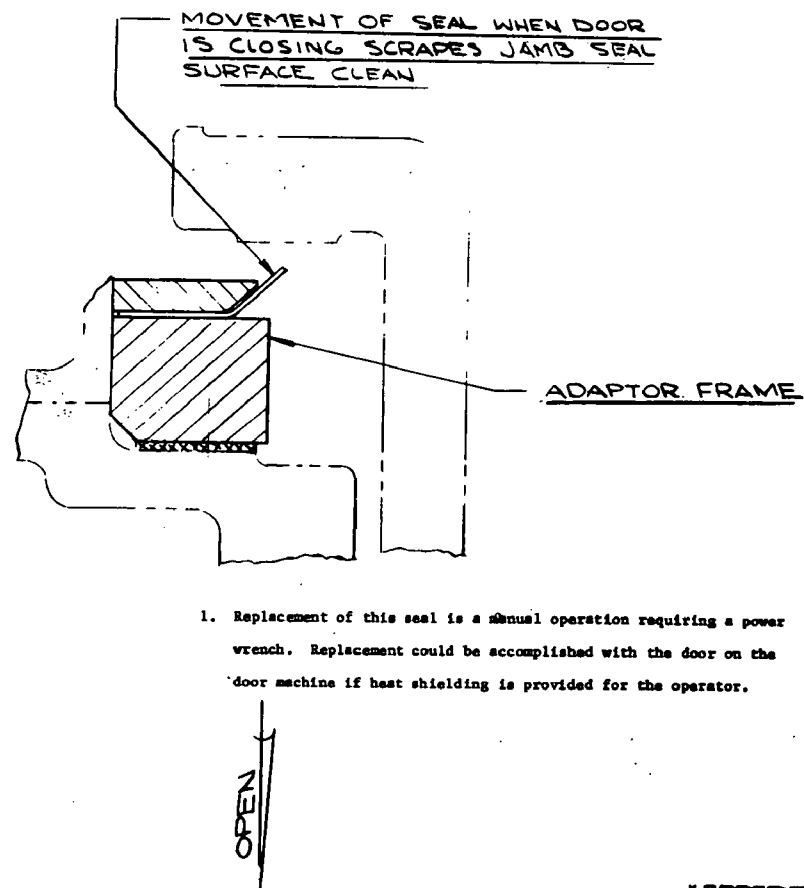 MOVEMENT OF SEAL WHEN DOOR
IS CLOSING SCRAPES JAMB SEAL
SURFACE CLEAN
ADAPTOR FRAME
1. Replacement of this seal is a manual operation requiring a power
wrench. Replacement could be accomplished with the door on the
door machine if heat shielding is provided for the operator.
OPEN